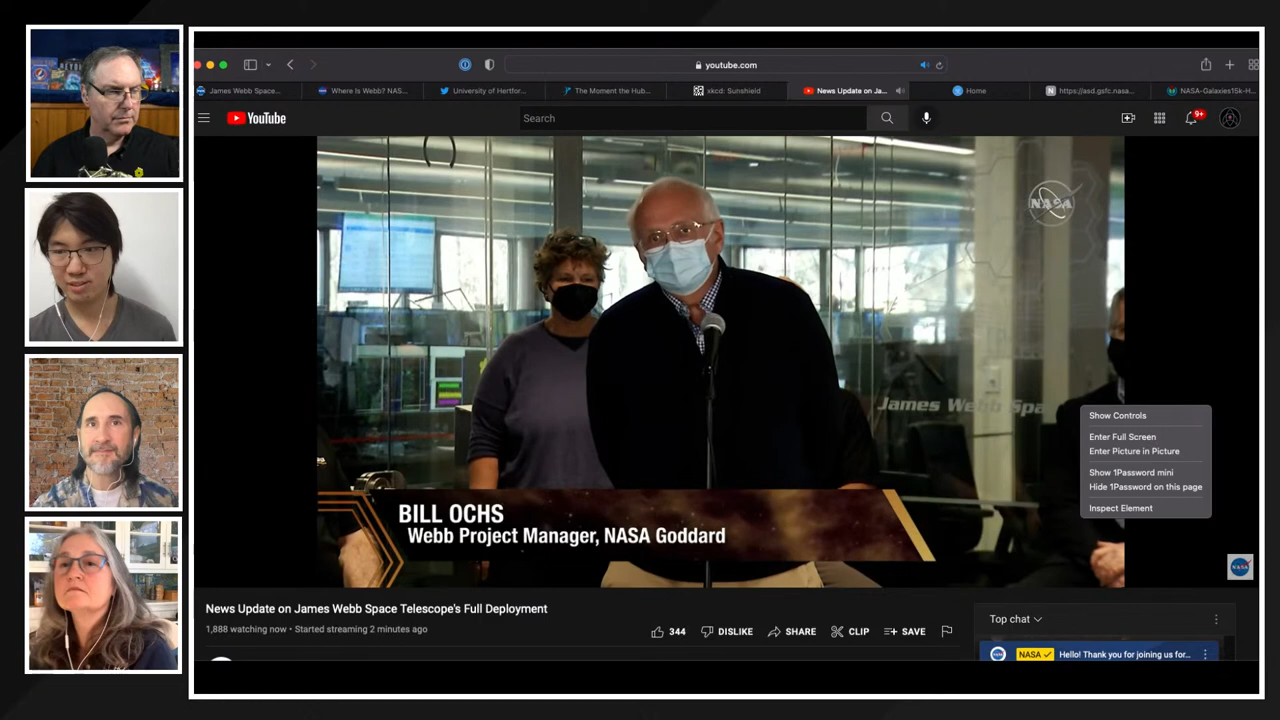 youtube.com
James Webb Space...
Where Is Webb? NAS...
University of Hertfor...
The Moment the Hub...
xkcd: Sunshield
News Update on Ja...
Home
https://asd.gsfc.nasa...
NASA-Galaxies15k-H...
YouTube
Search
9+
NASA
James Webb Spa
Show Controls
Enter Full Screen
Enter Picture in Picture
Show 1Password mini
Hide 1Password on this page
Inspect Element
BILL OCHS
Webb Project Manager, NASA Goddard
News Update on James Webb Space Telescope's Full Deployment
1,888 watching now • Started streaming 2 minutes ago
344
DISLIKE
SHARE
CLIP
SAVE
Top chat
NASA Hello! Thank you for joining us for...